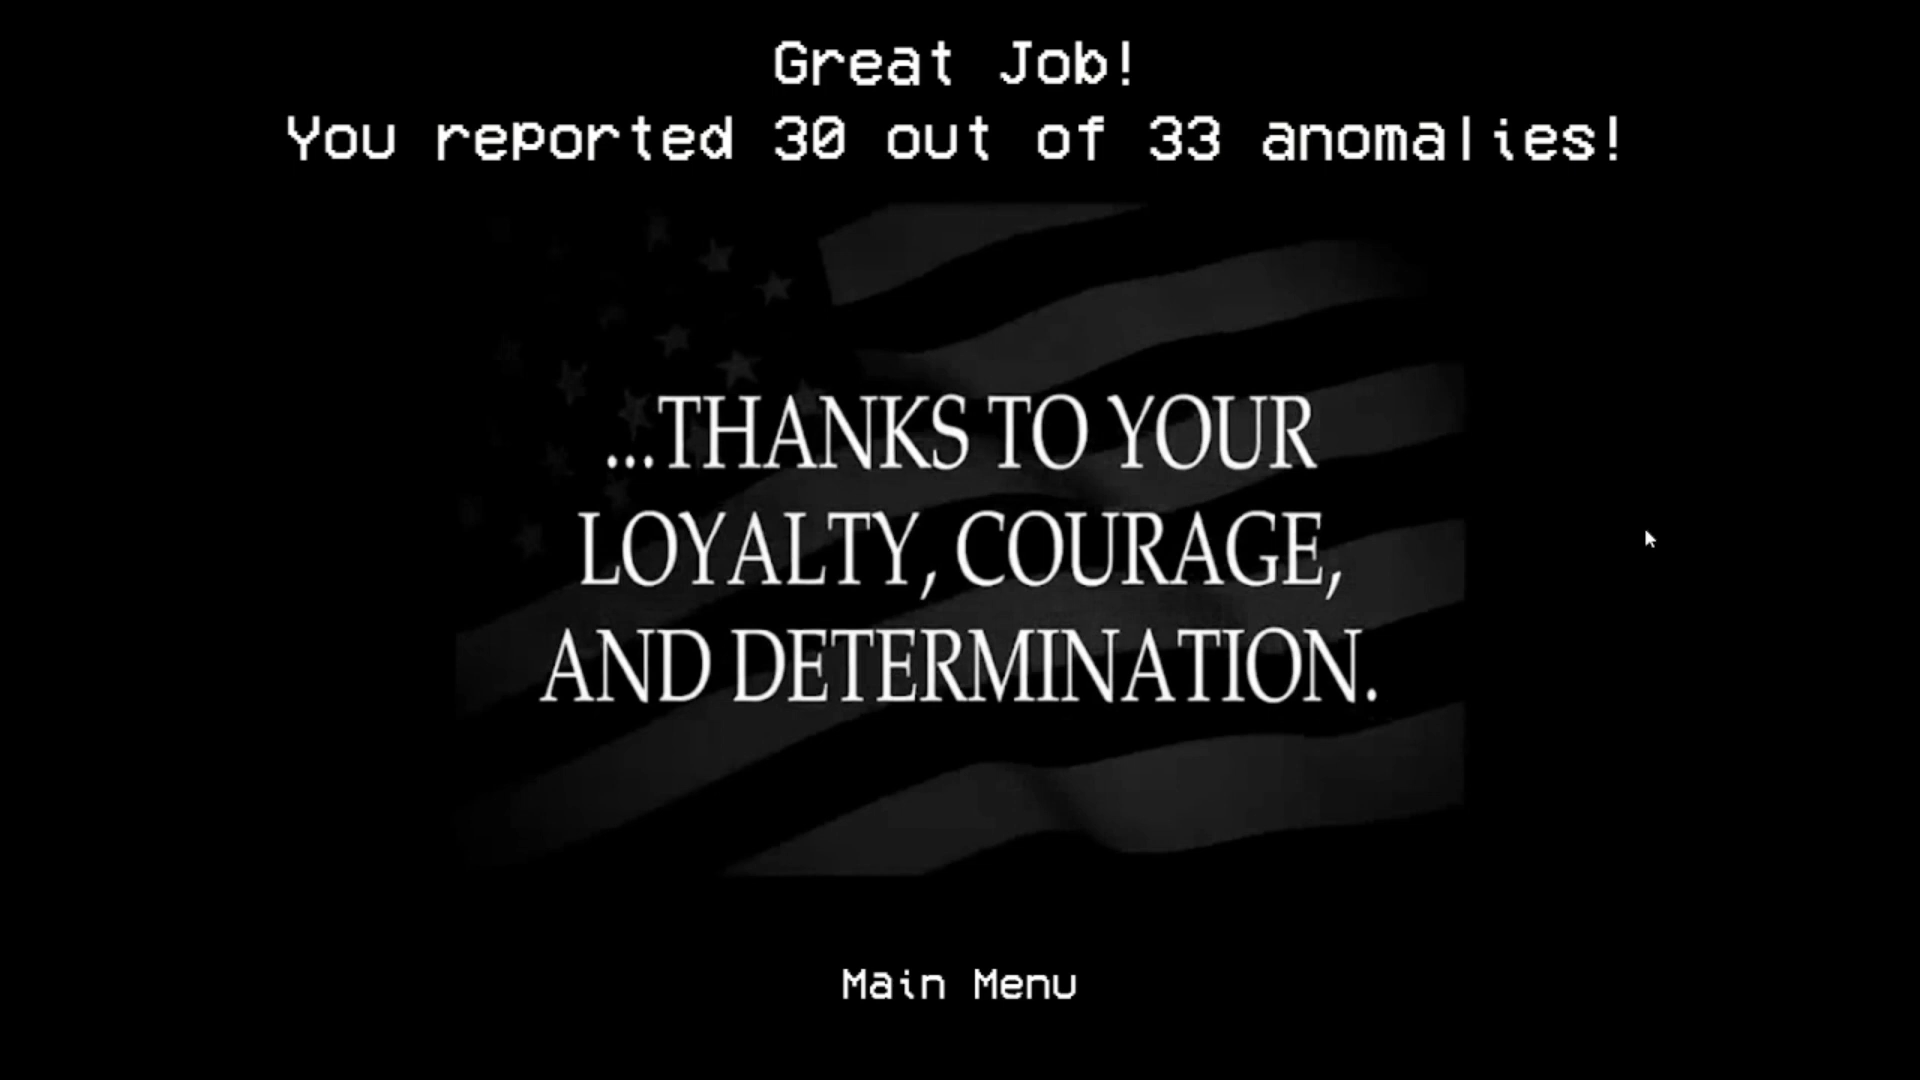 Great Job!
You reported 30 out of 33 anomalies!
...THANKS TO YOUR
LOYALTY, COURAGE,
AND DETERMINATION.
Main Menu